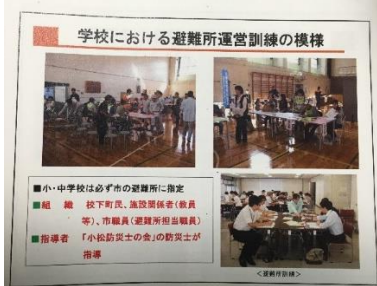 学校における避難所運営訓練の模様
■小・中学校は必ず市の避難所に指定
■組　織　校下町民、施設関係者(教員
等)、市職員(避難所担当職員)
■指導者　「小松防災士の会」の防災士が
指導
＜避難所訓練＞